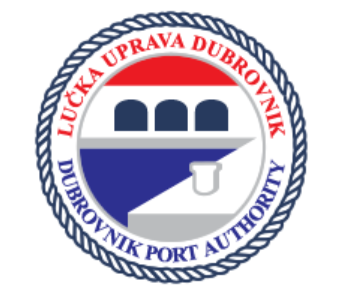 LUČKA UPRAVA DUBROVNIK
DUBROVNIK PORT AUTHORITY